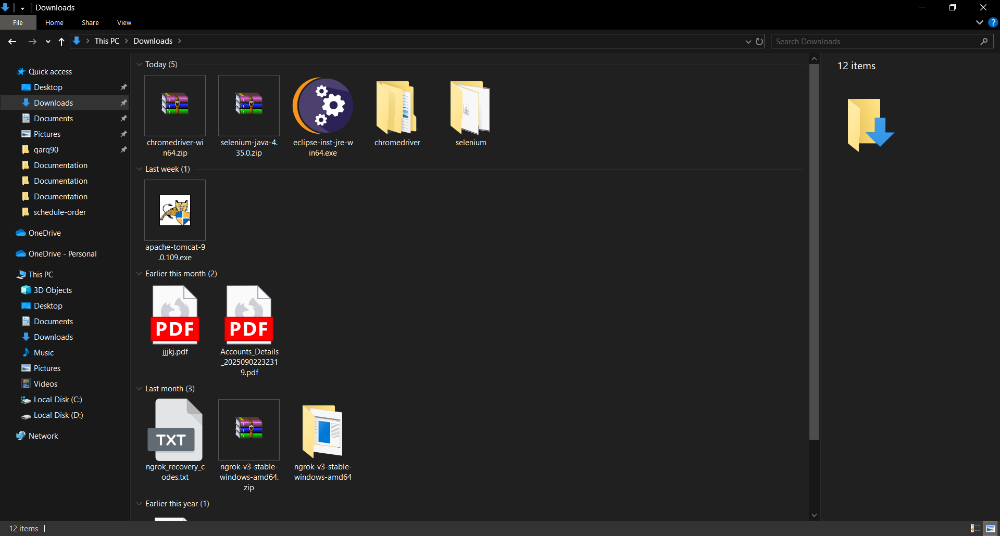 Downloads
File Home Share View
This PC Downloads
Search Downloads
Quick access
Desktop
Downloads
Documents
Pictures
qarq90
Documentation
Documentation
Documentation
schedule-order
OneDrive
OneDrive - Personal
This PC
3D Objects
Desktop
Documents
Downloads
Music
Pictures
Videos
Local Disk (C:)
Local Disk (D:)
Network
Today (5)
chromedriver-wi
n64.zip
selenium-java-4.
35.0.zip
eclipse-inst-jre-w
in64.exe
chromedriver
selenium
Last week (1)
apache-tomcat-9
.0.109.exe
Earlier this month (2)
PDF
jjjkj.pdf
PDF
Accounts_Details
_2025090223231
9.pdf
Last month (3)
TXT
ngrok_recovery_c
odes.txt
ngrok-v3-stable-
windows-amd64.
zip
ngrok-v3-stable-
windows-amd64
Earlier this year (1)
12 items
12 items